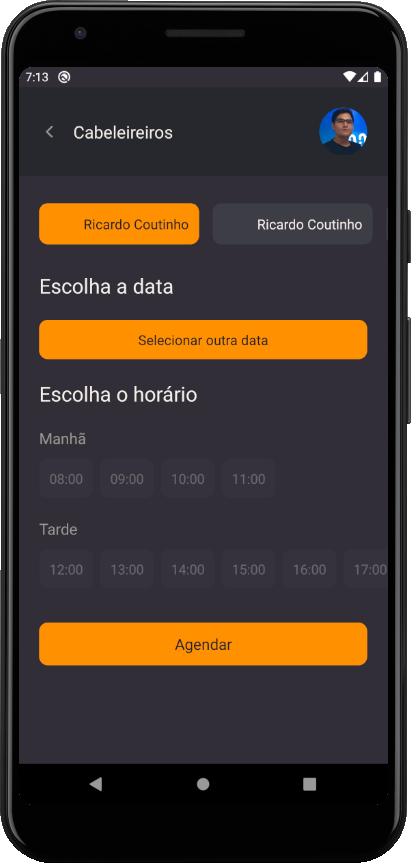 7:13
Cabeleireiros
Ricardo Coutinho Ricardo Coutinho
Escolha a data
Selecionar outra data
Escolha o horário
Manhã
08:00 09:00 10:00 11:00
Tarde
12:00 13:00 14:00 15:00 16:00 17:00
Agendar